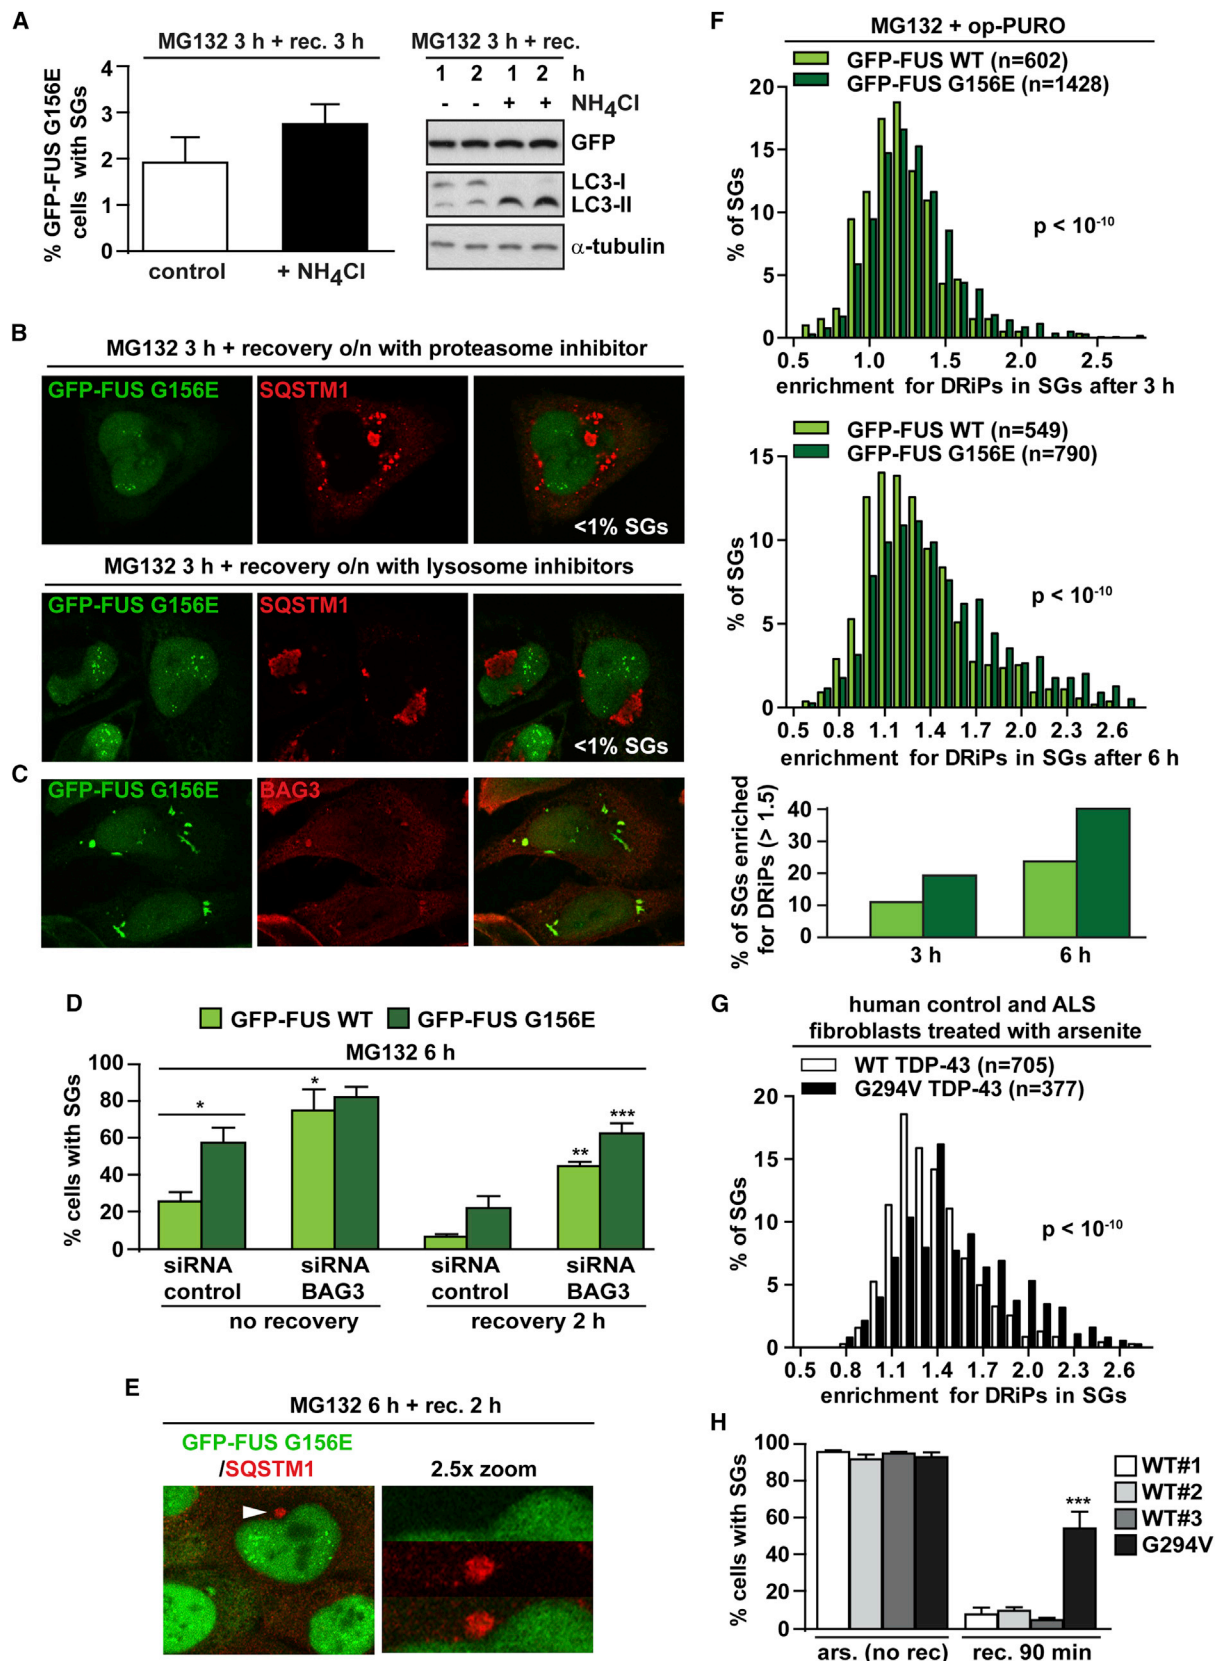 A
MG132 3 h + rec. 3 h
% GFP-FUS G156E
cells with SGs
4
3
2
1
0
control
+ NH4Cl
MG132 3 h + rec.
1 2 1 2 h
- - + + NH4Cl
GFP
LC3-I
LC3-II
α-tubulin
B
MG132 3 h + recovery o/n with proteasome inhibitor
GFP-FUS G156E
SQSTM1
<1% SGs
MG132 3 h + recovery o/n with lysosome inhibitors
GFP-FUS G156E
SQSTM1
<1% SGs
C
GFP-FUS G156E
BAG3
D
GFP-FUS WT
GFP-FUS G156E
MG132 6 h
% cells with SGs
100
80
60
40
20
0
*
*
**
***
siRNA control
siRNA BAG3
siRNA control
siRNA BAG3
no recovery
recovery 2 h
E
MG132 6 h + rec. 2 h
GFP-FUS G156E
/SQSTM1
2.5x zoom
F
MG132 + op-PURO
GFP-FUS WT (n=602)
GFP-FUS G156E (n=1428)
% of SGs
20
15
10
5
0
p < 10-10
0.5 1.0 1.5 2.0 2.5
enrichment for DRiPs in SGs after 3 h
GFP-FUS WT (n=549)
GFP-FUS G156E (n=790)
% of SGs
15
10
5
0
p < 10-10
0.5 0.8 1.1 1.4 1.7 2.0 2.3 2.6
enrichment for DRiPs in SGs after 6 h
% of SGs enriched
for DRiPs (> 1.5)
40
30
20
10
0
3 h
6 h
G
human control and ALS
fibroblasts treated with arsenite
WT TDP-43 (n=705)
G294V TDP-43 (n=377)
% of SGs
20
15
10
5
0
p < 10-10
0.5 0.8 1.1 1.4 1.7 2.0 2.3 2.6
enrichment for DRiPs in SGs
H
% cells with SGs
100
80
60
40
20
0
***
WT#1
WT#2
WT#3
G294V
ars. (no rec)
rec. 90 min